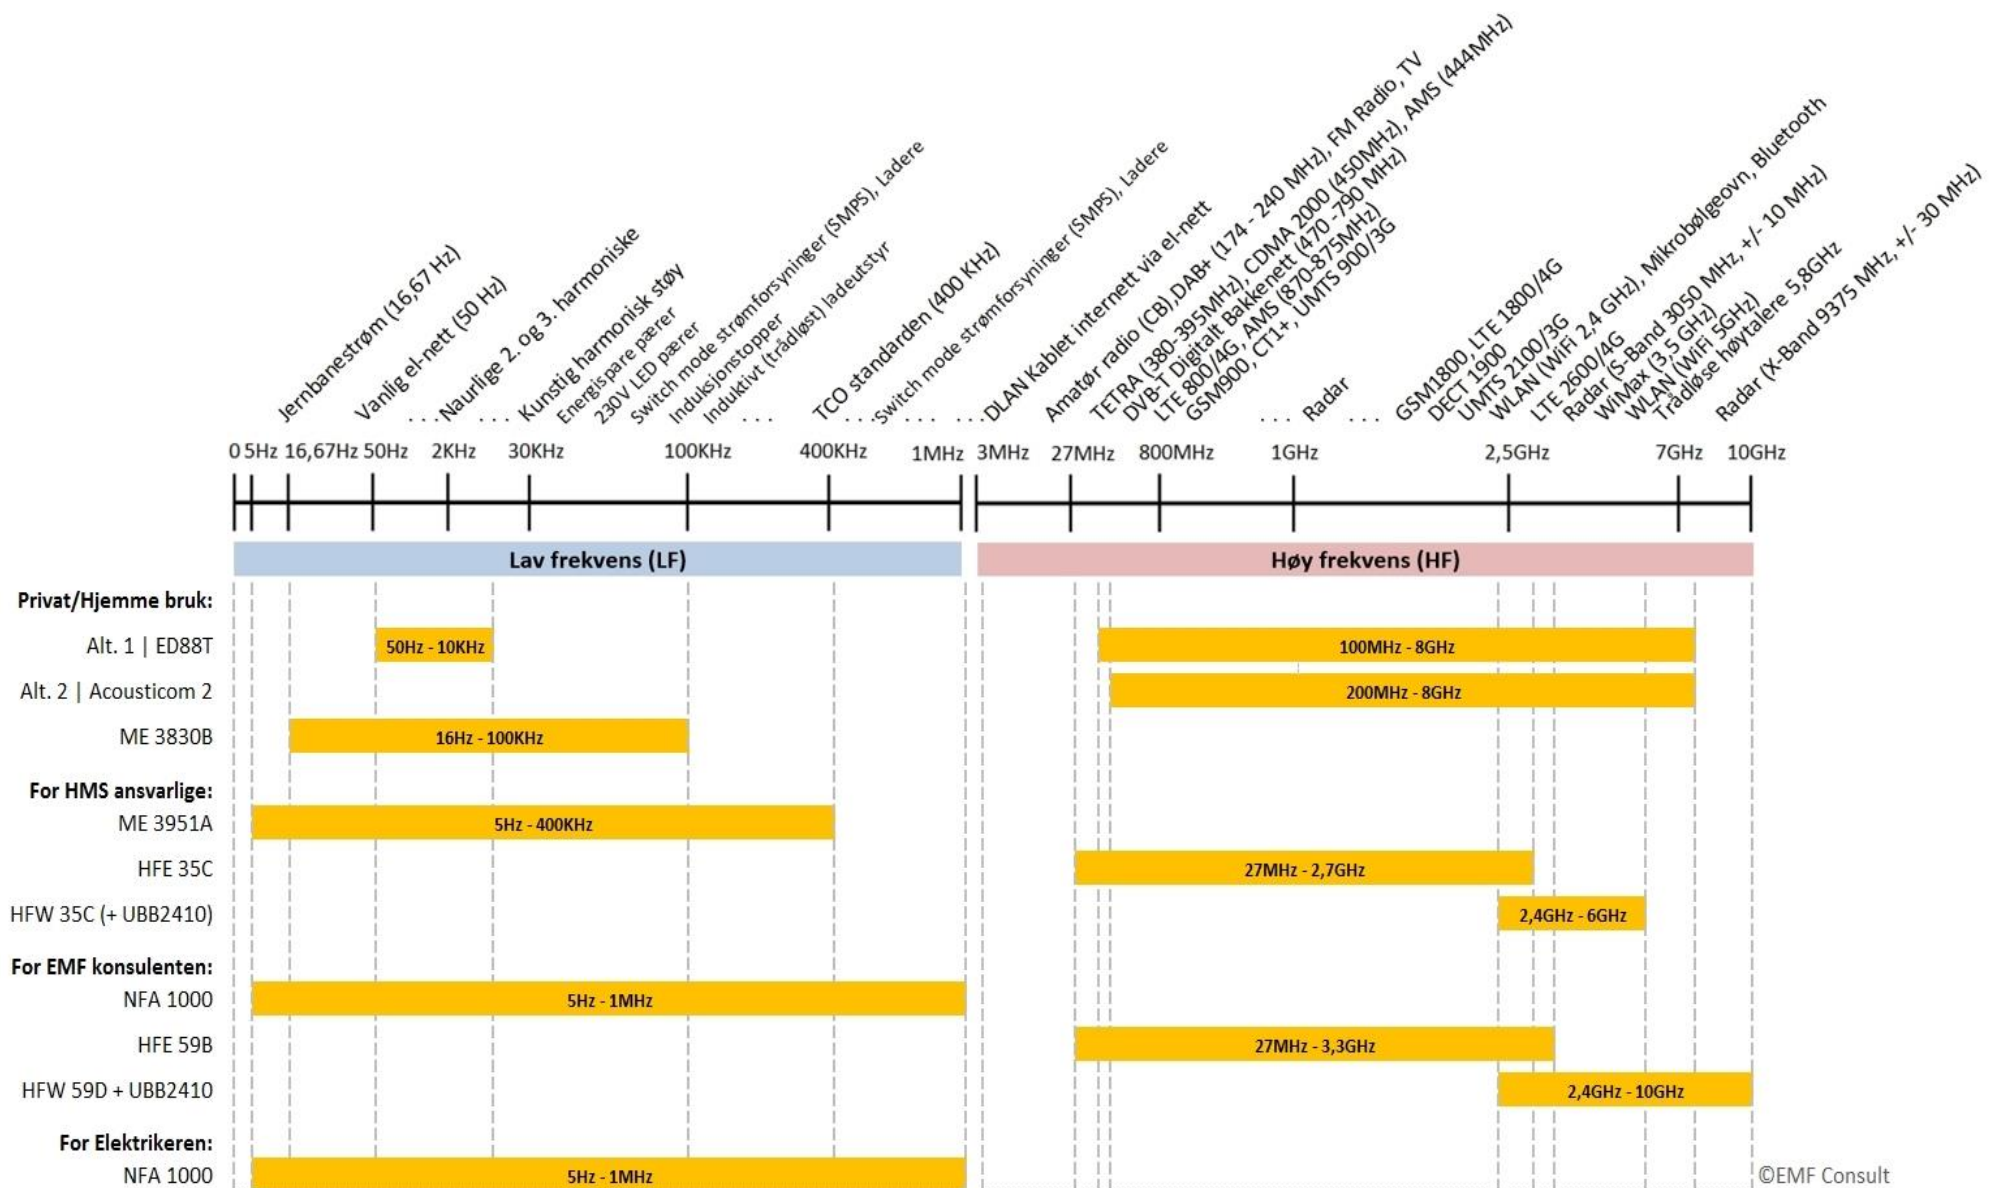 Jernbanestrøm (16,67 Hz)
Vanlig el-nett (50 Hz)
. . . Naurlige 2. og 3. harmoniske
. . . Kunstig harmonisk støy
Energispare pærer
230V LED pærer
Switch mode strømforsyninger (SMPS), Ladere
Induksjonstopper
Induktivt (trådløst) ladeutstyr
. . .
TCO standarden (400 KHz)
. . . Switch mode strømforsyninger (SMPS), Ladere
. . .
. . . DLAN Kablet internett via el-nett
Amatør radio (CB),DAB+ (174 - 240 MHz), FM Radio, TV
TETRA (380-395MHz), CDMA 2000 (450MHz), AMS (444MHz)
DVB-T Digitalt Bakkenett (470 -790 MHz)
LTE 800/4G, AMS (870-875MHz)
GSM900, CT1+, UMTS 900/3G
. . . Radar
. . .
GSM1800, LTE 1800/4G
DECT 1900
UMTS 2100/3G
WLAN (WiFi 2,4 GHz), Mikrobølgeovn, Bluetooth
LTE 2600/4G
Radar (S-Band 3050 MHz, +/- 10 MHz)
WiMax (3,5 GHz)
WLAN (WiFi 5GHz)
Trådløse høytalere 5,8GHz
Radar (X-Band 9375 MHz, +/- 30 MHz)
0 5Hz 16,67Hz 50Hz 2KHz 30KHz 100KHz 400KHz 1MHz 3MHz 27MHz 800MHz 1GHz 2,5GHz 7GHz 10GHz
Lav frekvens (LF) Høy frekvens (HF)
Privat/Hjemme bruk:
Alt. 1 | ED88T 50Hz - 10KHz 100MHz - 8GHz
Alt. 2 | Acousticom 2 200MHz - 8GHz
ME 3830B 16Hz - 100KHz
For HMS ansvarlige:
ME 3951A 5Hz - 400KHz
HFE 35C 27MHz - 2,7GHz
HFW 35C (+ UBB2410) 2,4GHz - 6GHz
For EMF konsulenten:
NFA 1000 5Hz - 1MHz
HFE 59B 27MHz - 3,3GHz
HFW 59D + UBB2410 2,4GHz - 10GHz
For Elektrikeren:
NFA 1000 5Hz - 1MHz
©EMF Consult